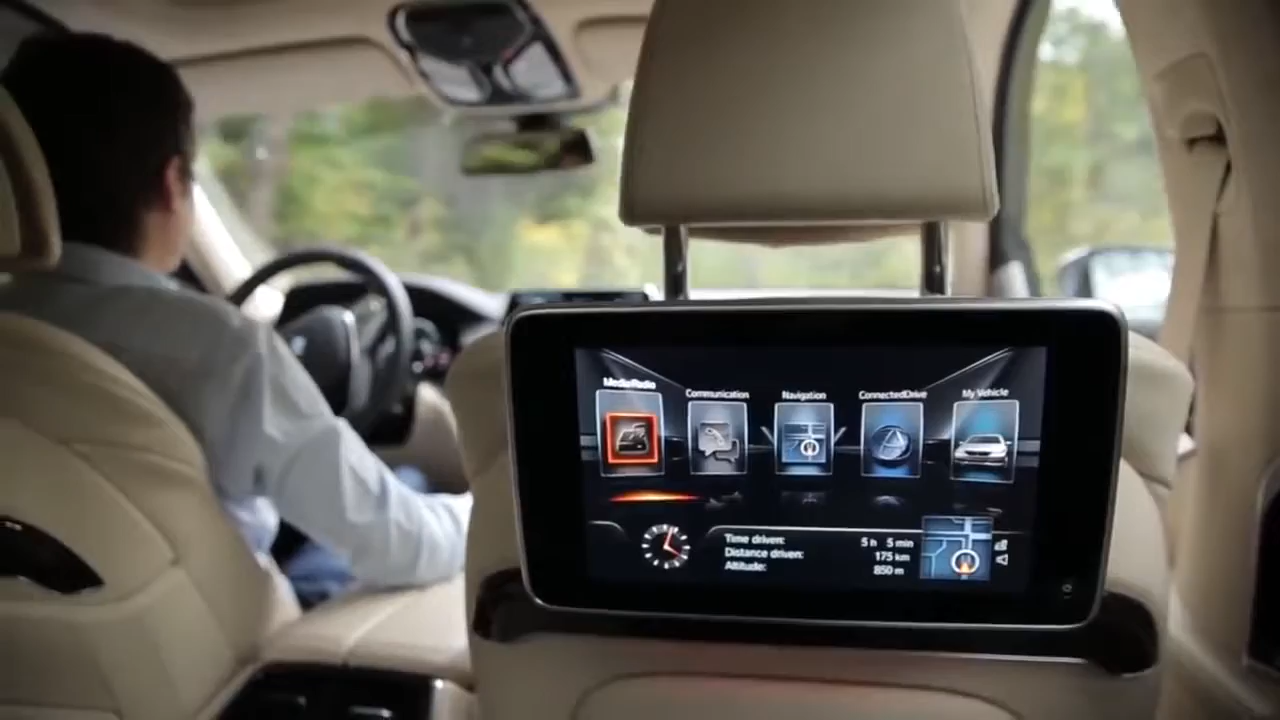 Media/Radio
Communication
Navigation
ConnectedDrive
My Vehicle
Time driven: 5 h 5 min
Distance driven: 175 km
Altitude: 850 m